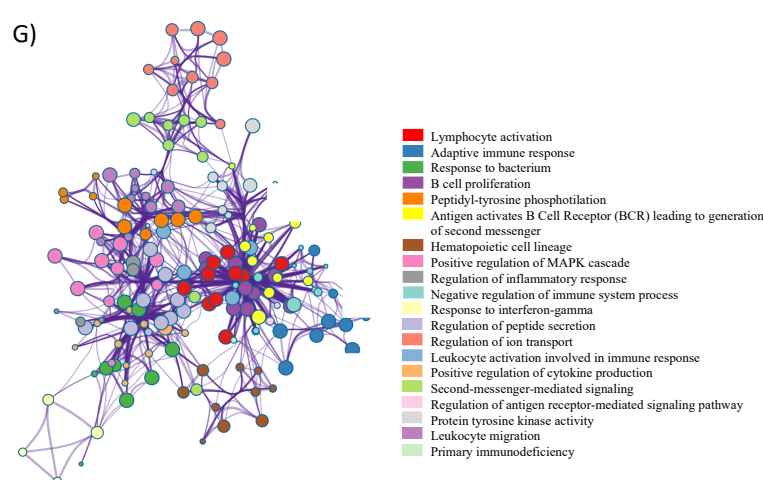 G)
Lymphocyte activation
Adaptive immune response
Response to bacterium
B cell proliferation
Peptidyl-tyrosine phosphotilation
Antigen activates B Cell Receptor (BCR) leading to generation
of second messenger
Hematopoietic cell lineage
Positive regulation of MAPK cascade
Regulation of inflammatory response
Negative regulation of immune system process
Response to interferon-gamma
Regulation of peptide secretion
Regulation of ion transport
Leukocyte activation involved in immune response
Positive regulation of cytokine production
Second-messenger-mediated signaling
Regulation of antigen receptor-mediated signaling pathway
Protein tyrosine kinase activity
Leukocyte migration
Primary immunodeficiency